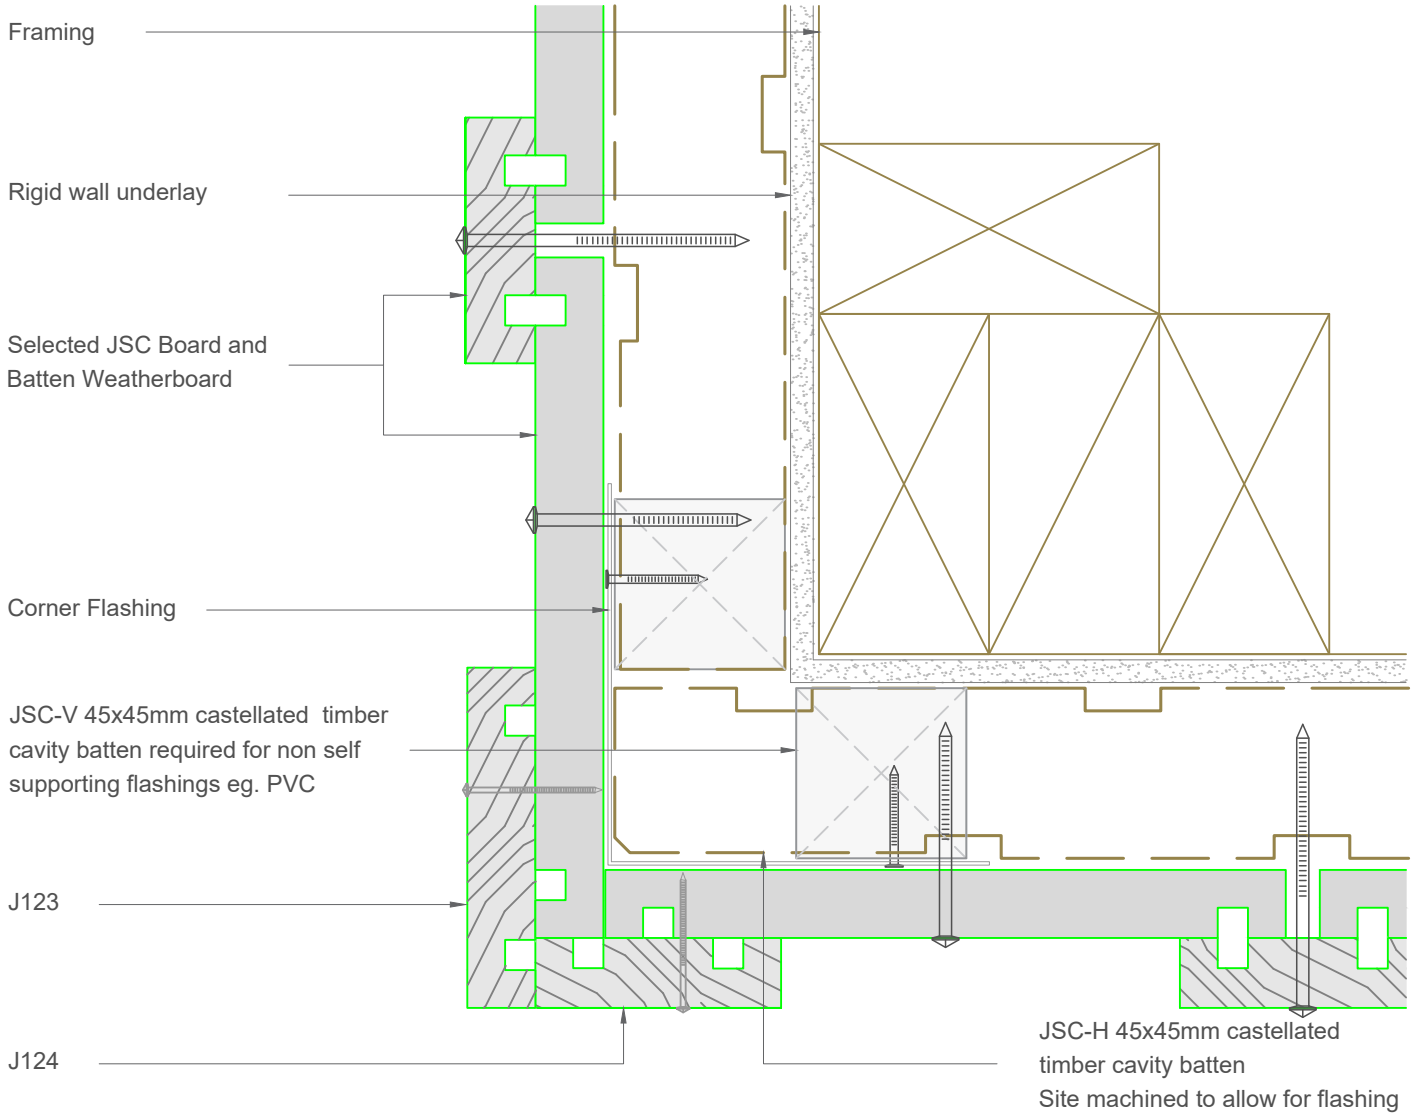 Framing
Rigid wall underlay
Selected JSC Board and
Batten Weatherboard
Corner Flashing
JSC-V 45x45mm castellated  timber
cavity batten required for non self
supporting flashings eg. PVC
J123
J124
JSC-H 45x45mm castellated
timber cavity batten
Site machined to allow for flashing